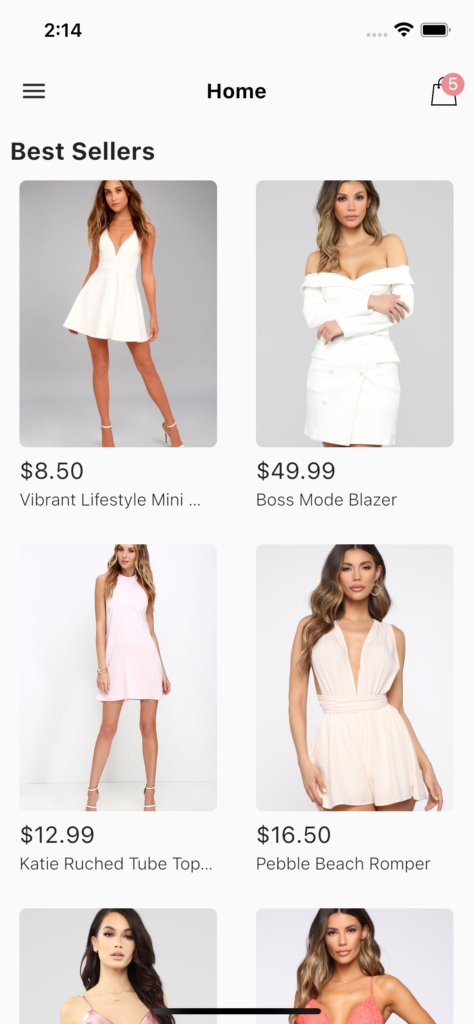 2:14
Home
5
Best Sellers
$8.50
Vibrant Lifestyle Mini ...
$49.99
Boss Mode Blazer
$12.99
Katie Ruched Tube Top...
$16.50
Pebble Beach Romper